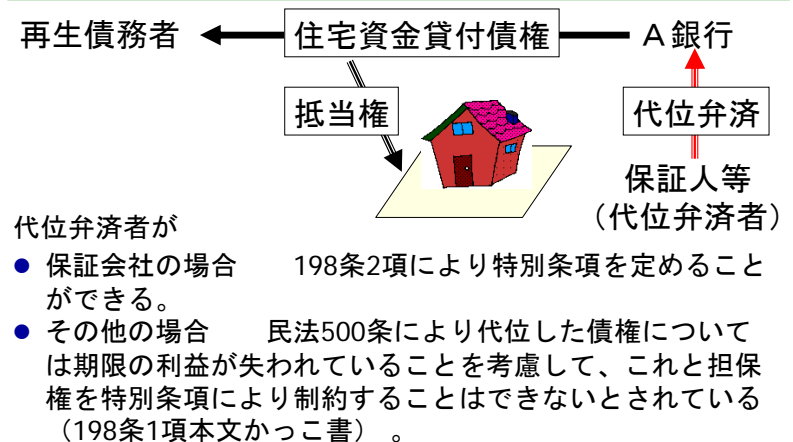 再生債務者 住宅資金貸付債権 A銀行
抵当権 代位弁済
保証人等
（代位弁済者）
代位弁済者が
● 保証会社の場合　　198条2項により特別条項を定めること
ができる。
● その他の場合　　民法500条により代位した債権について
は期限の利益が失われていることを考慮して、これと担保
権を特別条項により制約することはできないとされている
（198条1項本文かっこ書）　。